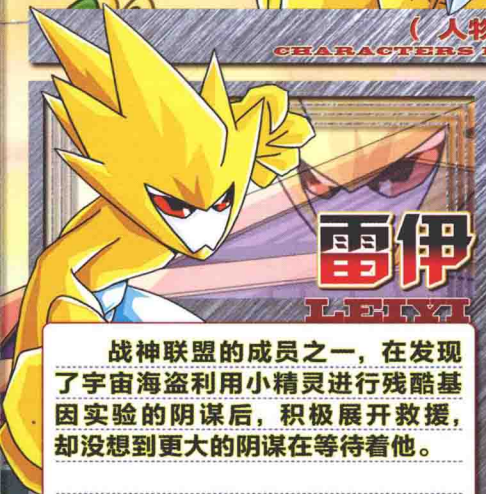 （人物
CHARACTERS
雷伊
LEIYI
战神联盟的成员之一，在发现
了宇宙海盗利用小精灵进行残酷基
因实验的阴谋后，积极展开救援，
却没想到更大的阴谋在等待着他。